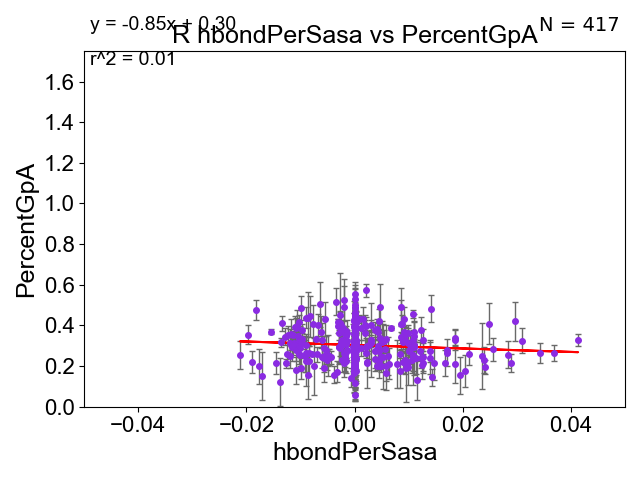 y = -0.85x + 0.30
N = 417
R hbondPerSasa vs PercentGpA
r^2 = 0.01
PercentGpA
1.6
1.4
1.2
1.0
0.8
0.6
0.4
0.2
0.0
−0.04 −0.02 0.00 0.02 0.04
hbondPerSasa